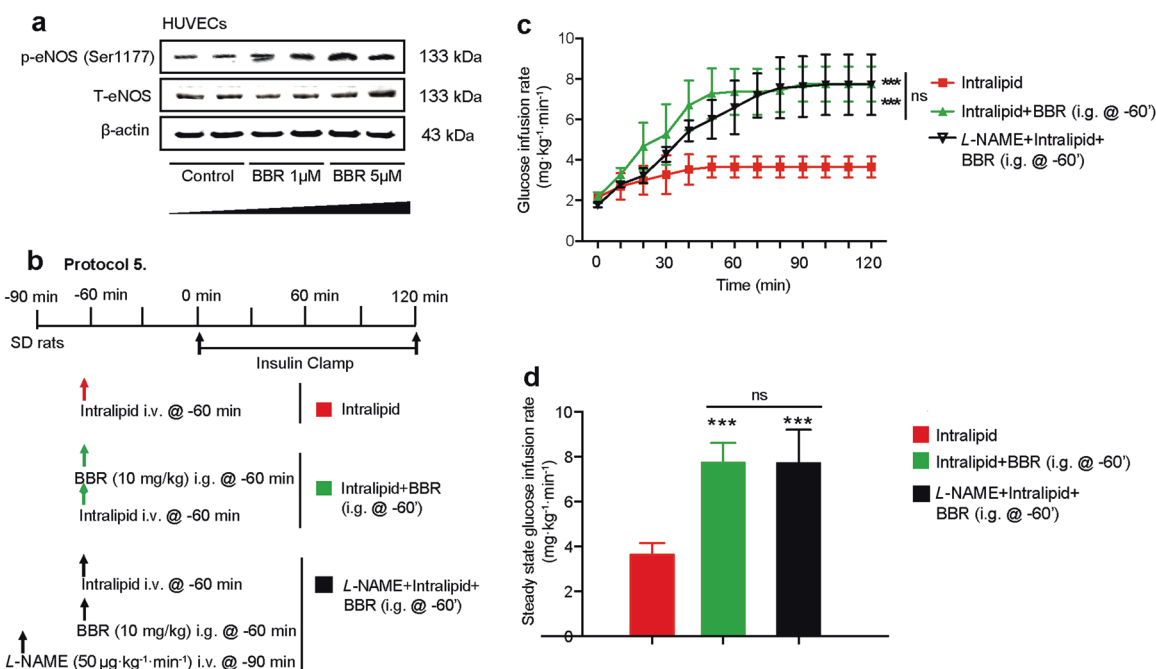 a
HUVECs
p-eNOS (Ser1177)
133 kDa
T-eNOS
133 kDa
β-actin
43 kDa
Control BBR 1µM BBR 5µM
b Protocol 5.
-90 min -60 min 0 min 60 min 120 min
SD rats
Insulin Clamp
Intralipid i.v. @ -60 min
Intralipid
BBR (10 mg/kg) i.g. @ -60 min
Intralipid i.v. @ -60 min
Intralipid+BBR
(i.g. @ -60')
Intralipid i.v. @ -60 min
BBR (10 mg/kg) i.g. @ -60 min
L-NAME (50 µg·kg⁻¹·min⁻¹) i.v. @ -90 min
L-NAME+Intralipid+
BBR (i.g. @ -60')
c
Glucose infusion rate
(mg·kg⁻¹·min⁻¹)
10
8
6
4
2
0
0 30 60 90 120
Time (min)
***
***
ns
Intralipid
Intralipid+BBR (i.g. @ -60')
L-NAME+Intralipid+
BBR (i.g. @ -60')
d
Steady state glucose infusion rate
(mg·kg⁻¹·min⁻¹)
10
8
6
4
2
0
ns
*** ***
Intralipid
Intralipid+BBR (i.g. @ -60')
L-NAME+Intralipid+
BBR (i.g. @ -60')